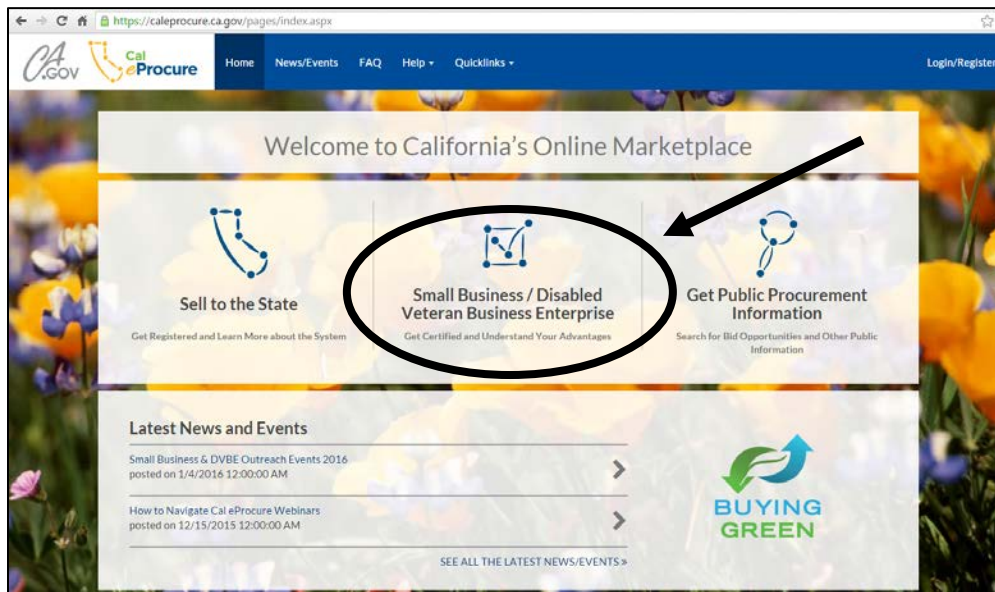 https://caleprocure.ca.gov/pages/index.aspx
CA.GOV
Cal eProcure
Home News/Events FAQ Help Quicklinks Login/Register
Welcome to California's Online Marketplace
Sell to the State
Get Registered and Learn More about the System
Small Business / Disabled
Veteran Business Enterprise
Get Certified and Understand Your Advantages
Get Public Procurement
Information
Search for Bid Opportunities and Other Public
Information
Latest News and Events
Small Business & DVBE Outreach Events 2016
posted on 1/4/2016 12:00:00 AM
How to Navigate Cal eProcure Webinars
posted on 12/15/2015 12:00:00 AM
SEE ALL THE LATEST NEWS/EVENTS »
BUYING
GREEN